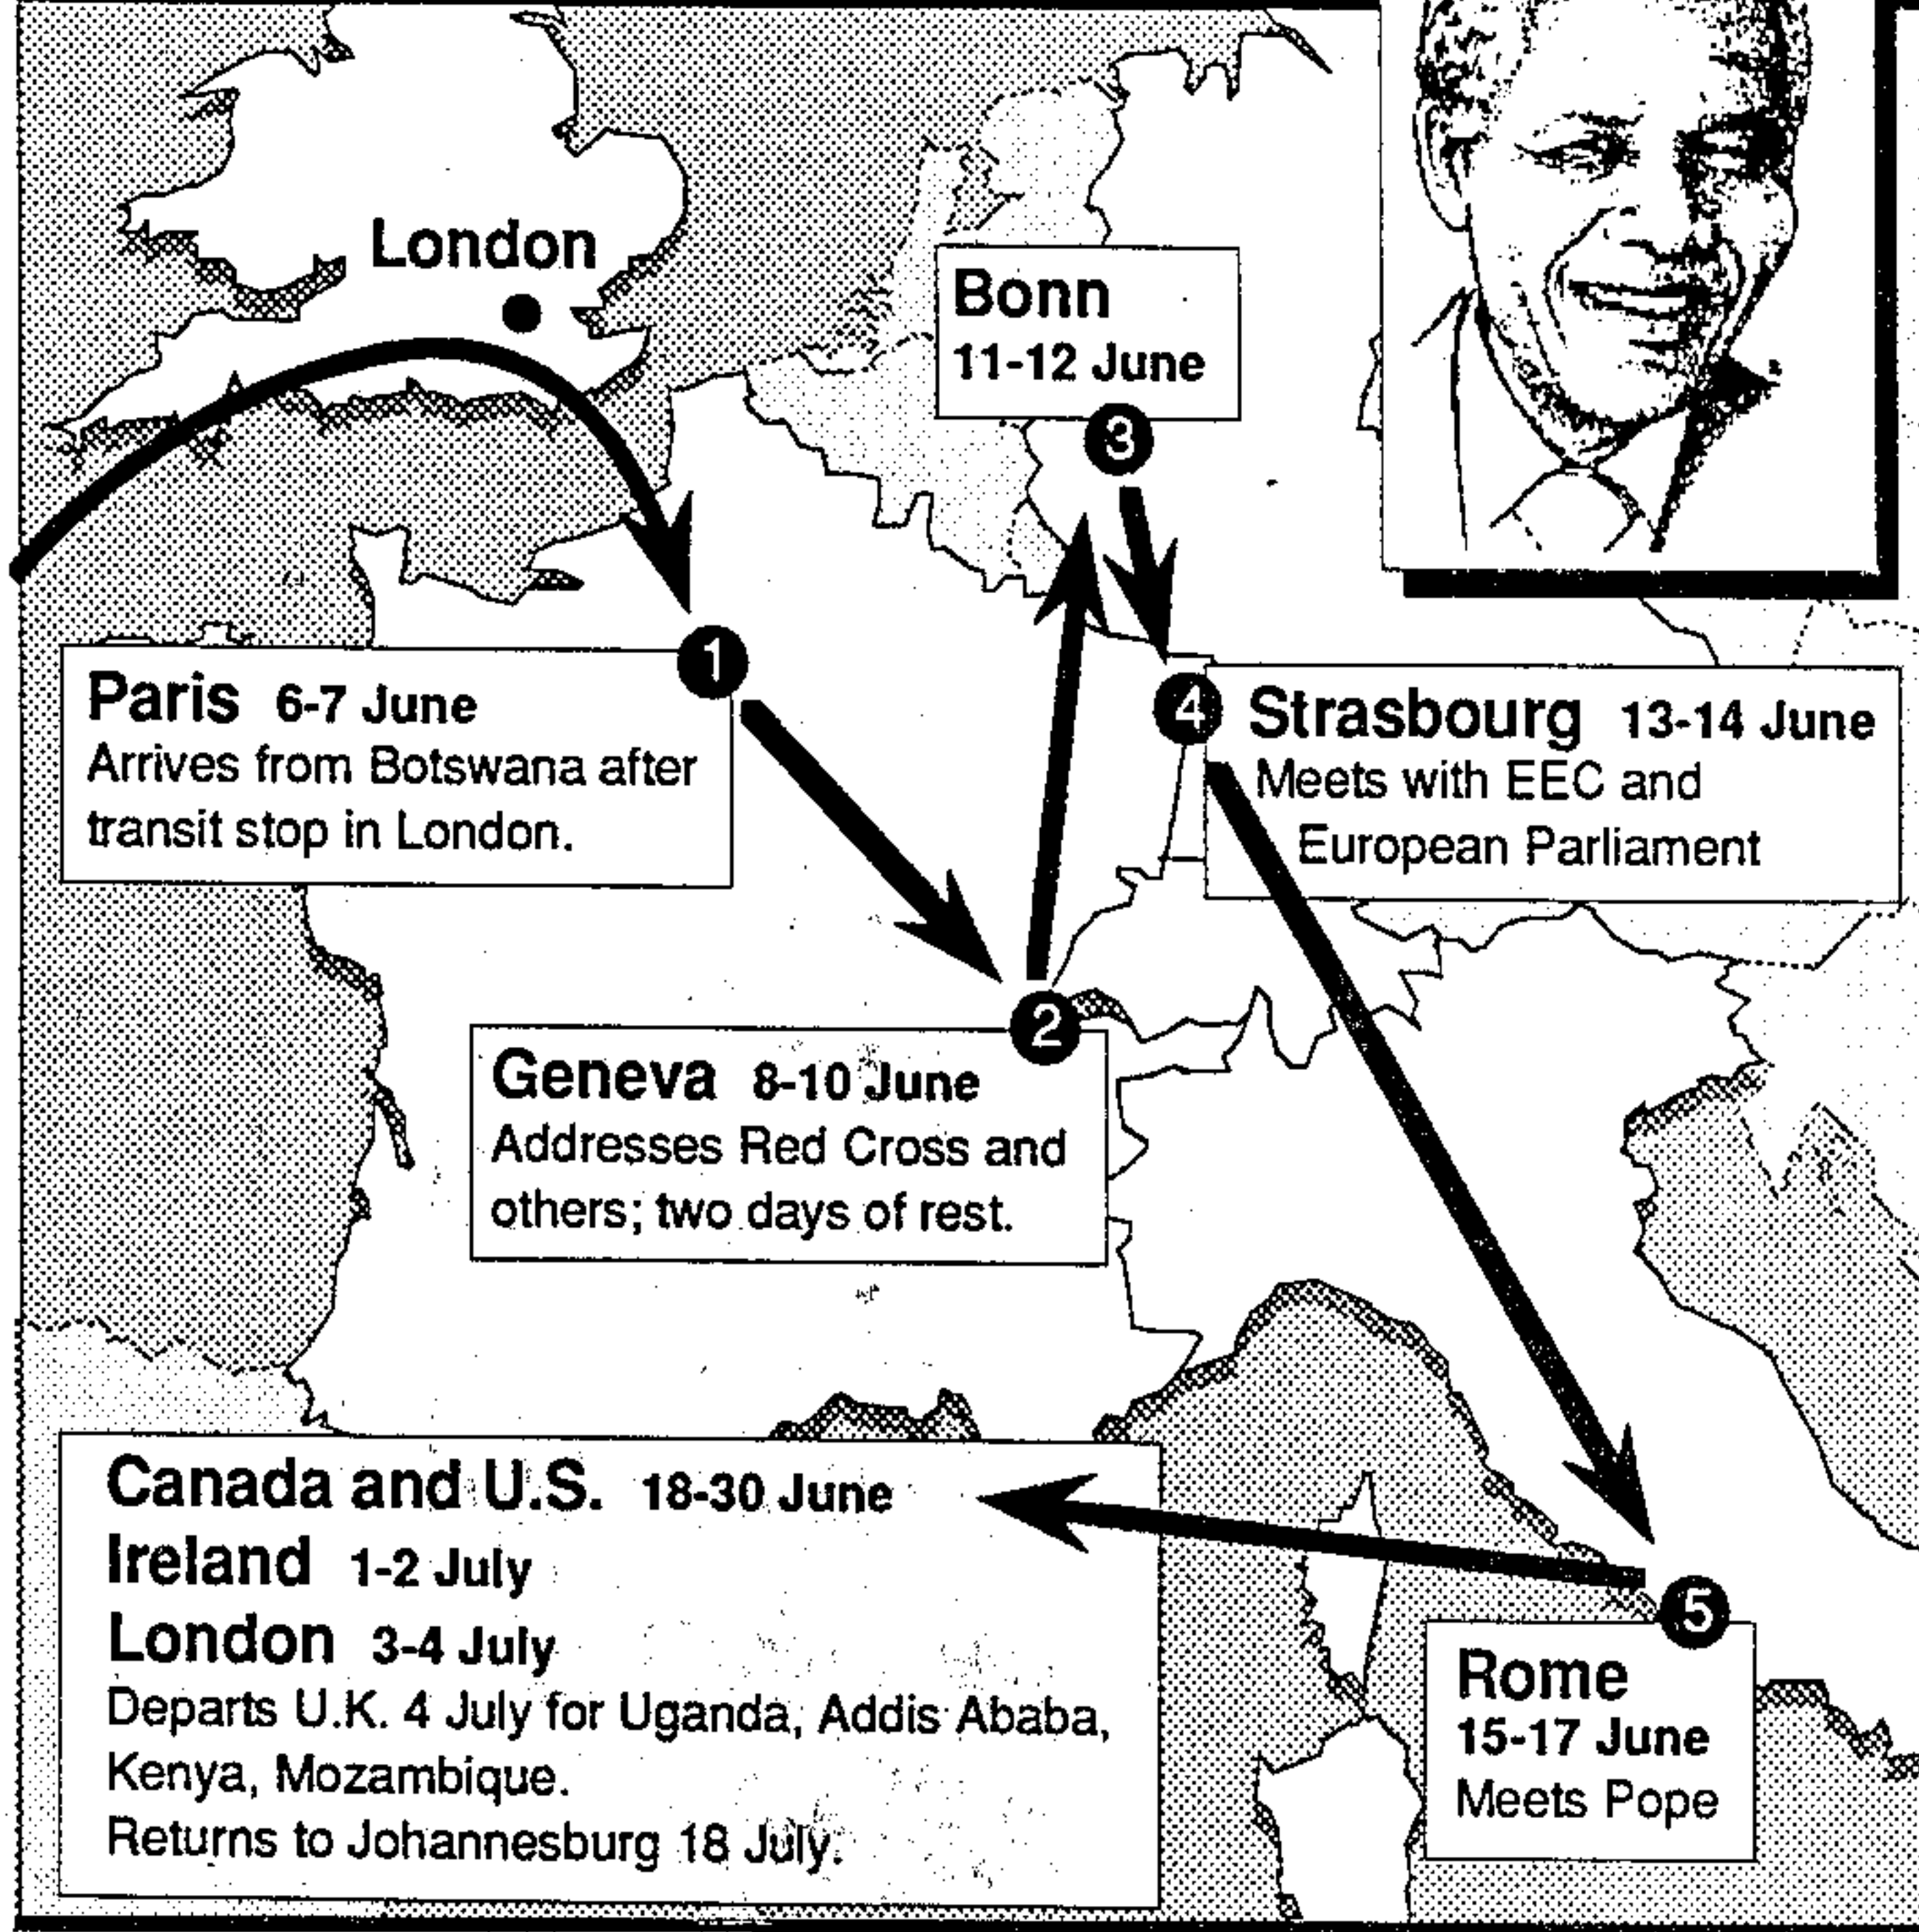 London
Bonn
11-12 June
3
1
Paris 6-7 June
Arrives from Botswana after
transit stop in London.
4
Strasbourg 13-14 June
Meets with EEC and
European Parliament
2
Geneva 8-10 June
Addresses Red Cross and
others; two days of rest.
Canada and U.S. 18-30 June
Ireland 1-2 July
London 3-4 July
Departs U.K. 4 July for Uganda, Addis Ababa,
Kenya, Mozambique.
Returns to Johannesburg 18 July.
5
Rome
15-17 June
Meets Pope